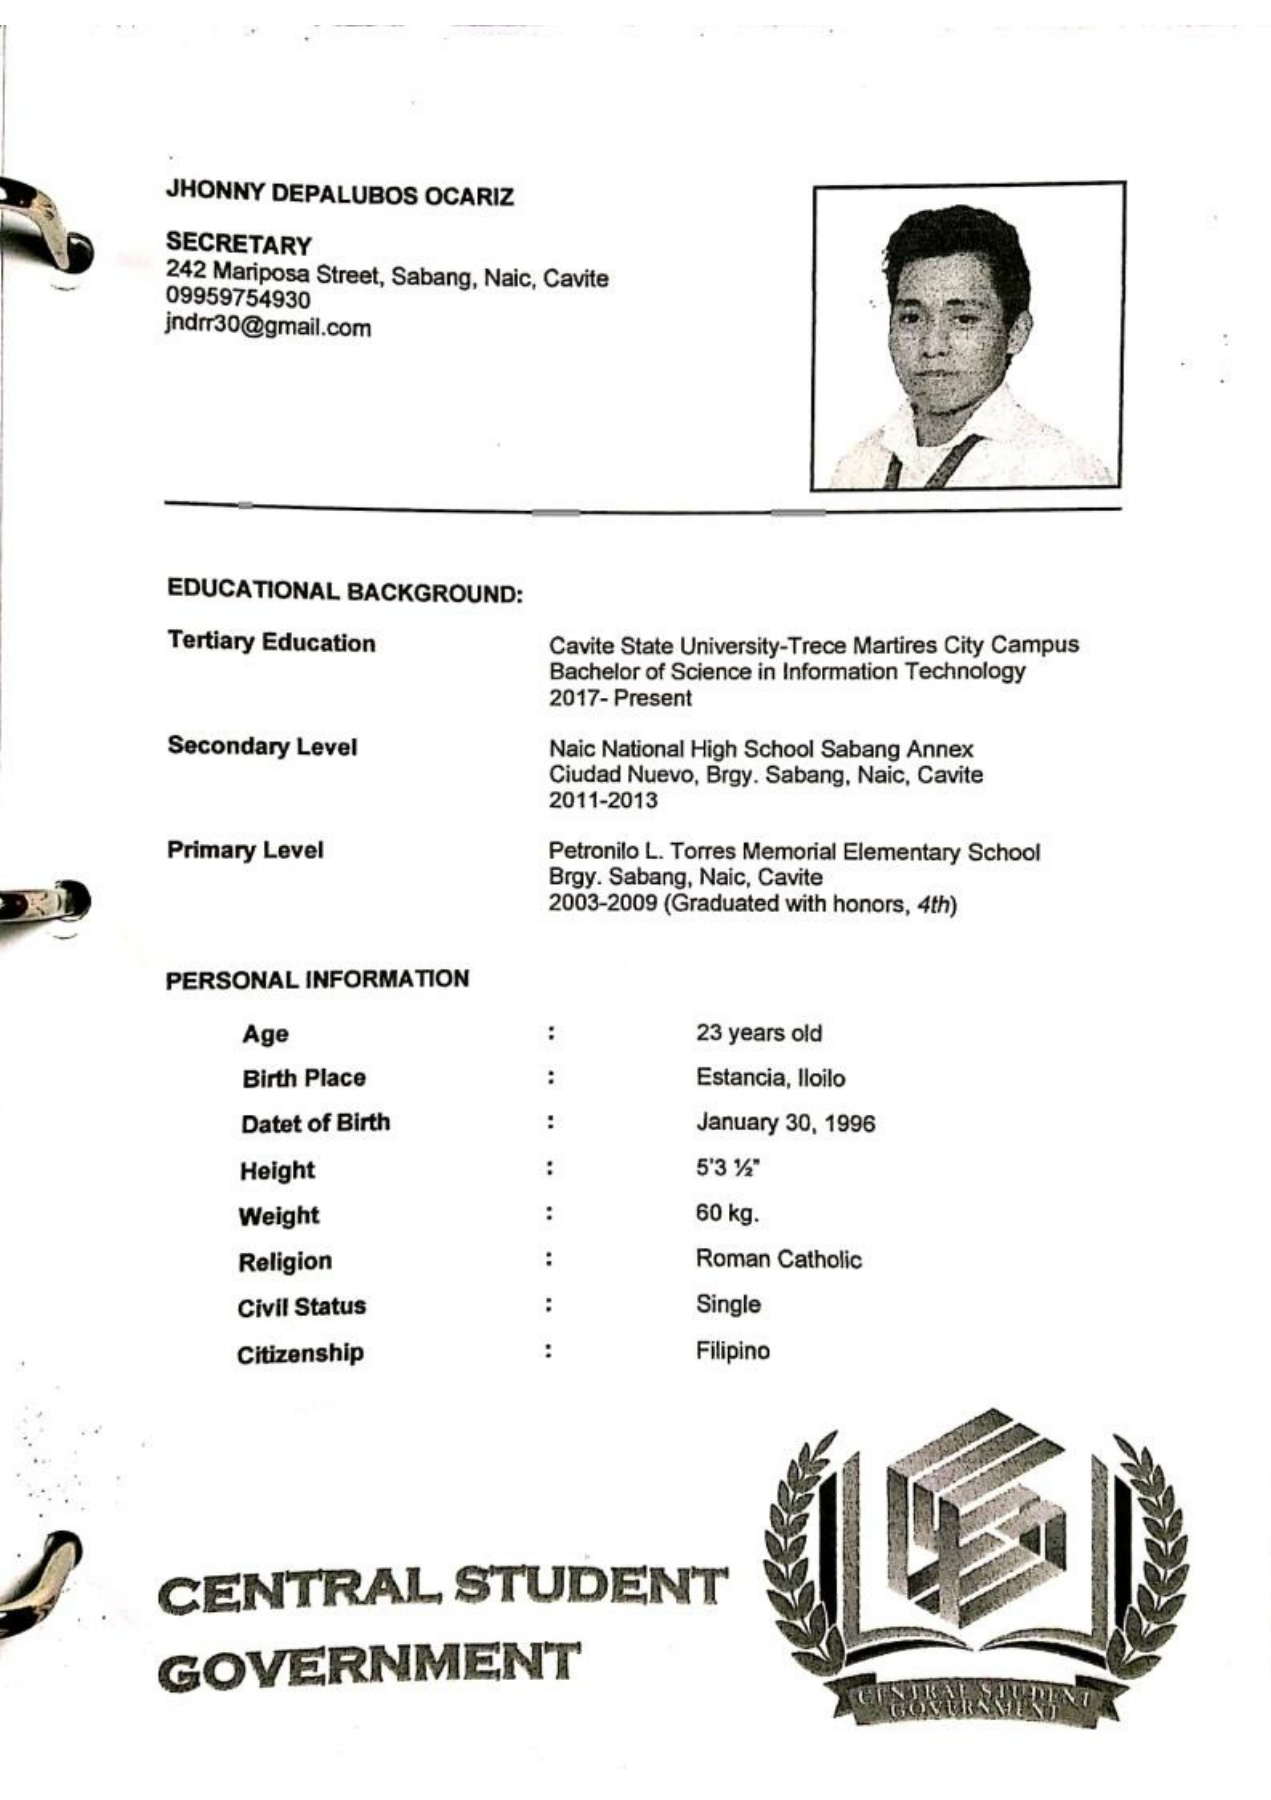 JHONNY DEPALUBOS OCARIZ
SECRETARY
242 Mariposa Street, Sabang, Naic, Cavite
09959754930
jndrr30@gmail.com
EDUCATIONAL BACKGROUND:
Tertiary Education Cavite State University-Trece Martires City Campus
Bachelor of Science in Information Technology
2017- Present
Secondary Level Naic National High School Sabang Annex
Ciudad Nuevo, Brgy. Sabang, Naic, Cavite
2011-2013
Primary Level Petronilo L. Torres Memorial Elementary School
Brgy. Sabang, Naic, Cavite
2003-2009 (Graduated with honors, 4th)
PERSONAL INFORMATION
Age : 23 years old
Birth Place : Estancia, Iloilo
Datet of Birth : January 30, 1996
Height : 5'3 ½"
Weight : 60 kg.
Religion : Roman Catholic
Civil Status : Single
Citizenship : Filipino
CENTRAL STUDENT
GOVERNMENT
CENTRAL STUDENT
GOVERNMENT